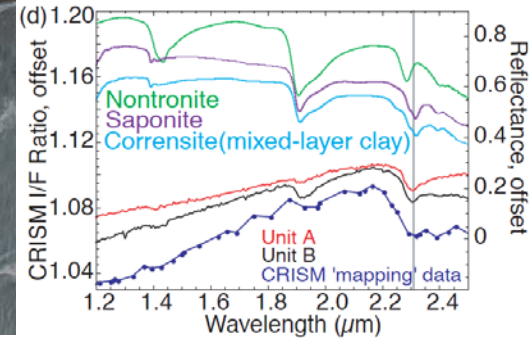 (d)
1.20
1.16
1.12
1.08
1.04
CRISM I/F Ratio, offset
Nontronite
Saponite
Corrensite(mixed-layer clay)
Unit A
Unit B
CRISM 'mapping' data
0.8
0.6
0.4
0.2
0
Reflectance, offset
1.2 1.4 1.6 1.8 2.0 2.2 2.4
Wavelength (μm)